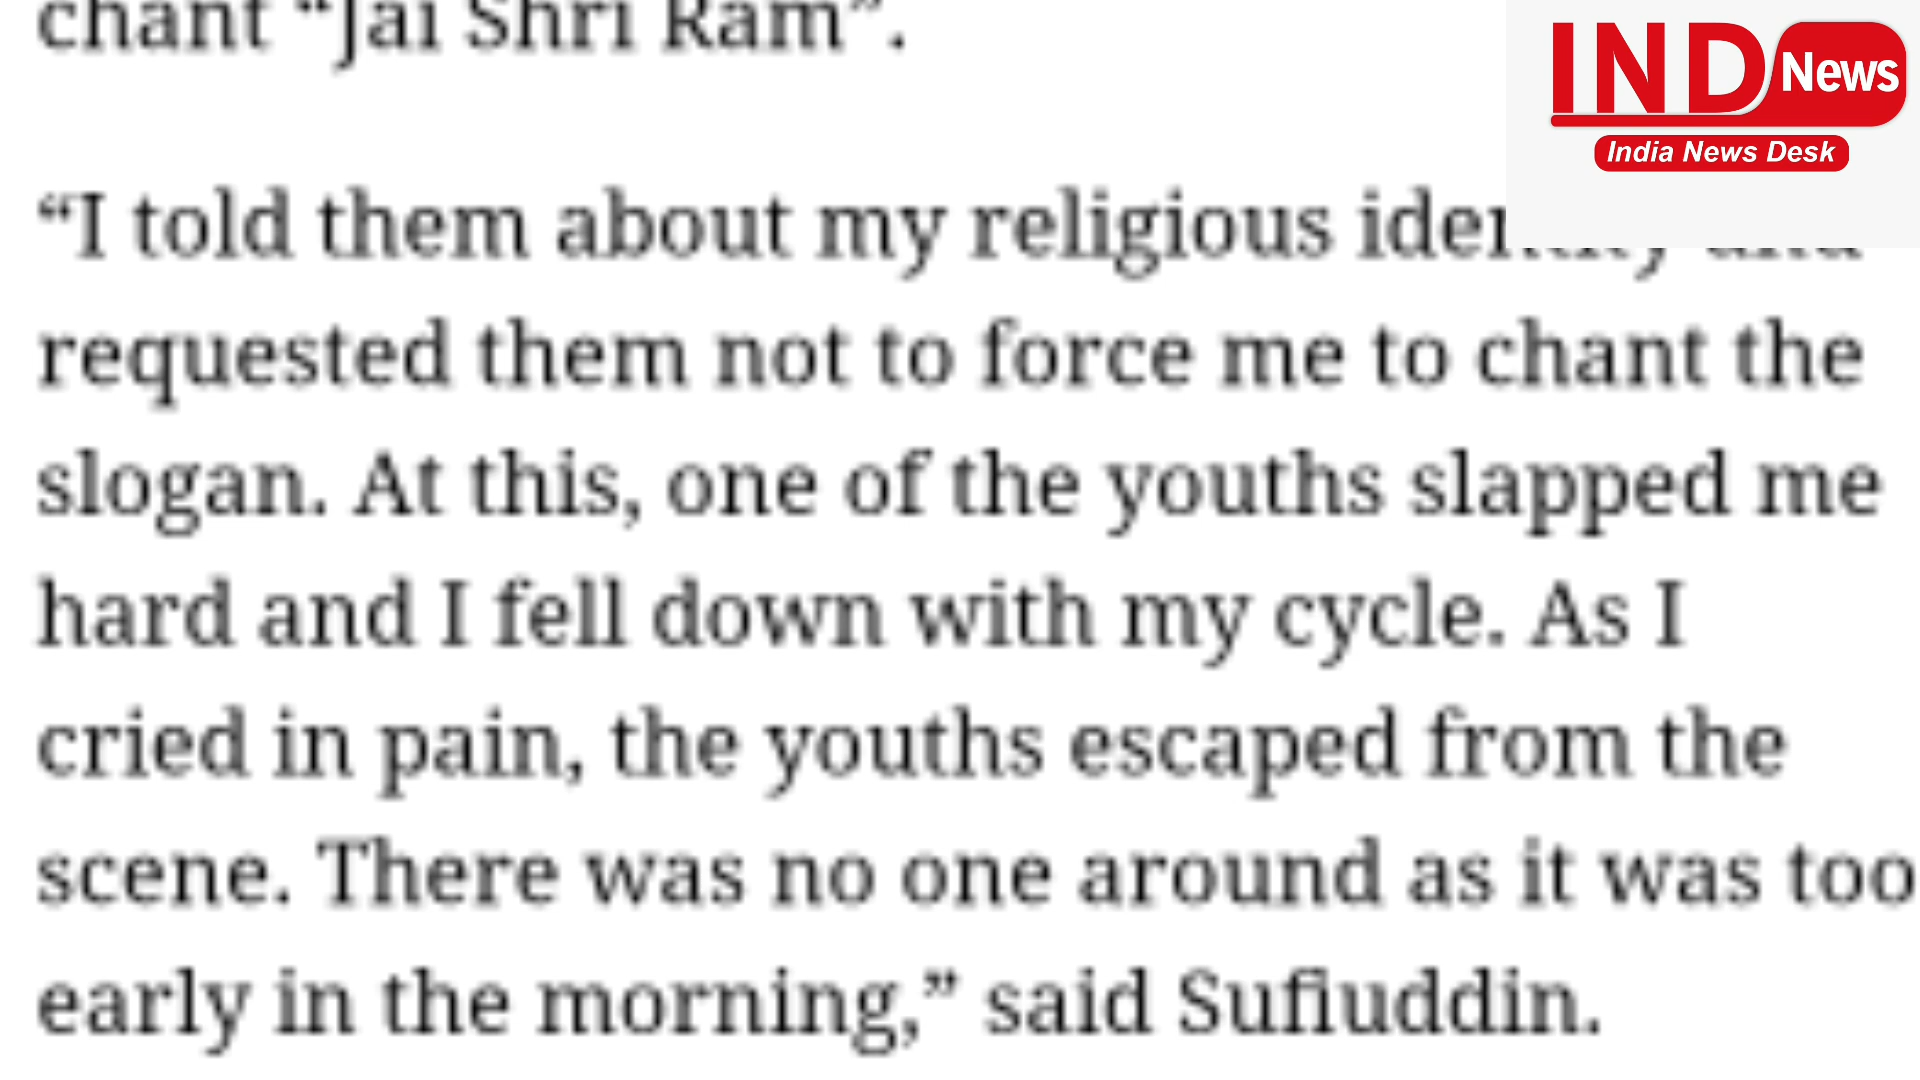 chant “Jai Shri Ram”.
IND News
India News Desk
“I told them about my religious
requested them not to force me to chant the
slogan. At this, one of the youths slapped me
hard and I fell down with my cycle. As I
cried in pain, the youths escaped from the
scene. There was no one around as it was too
early in the morning,” said Sufiuddin.